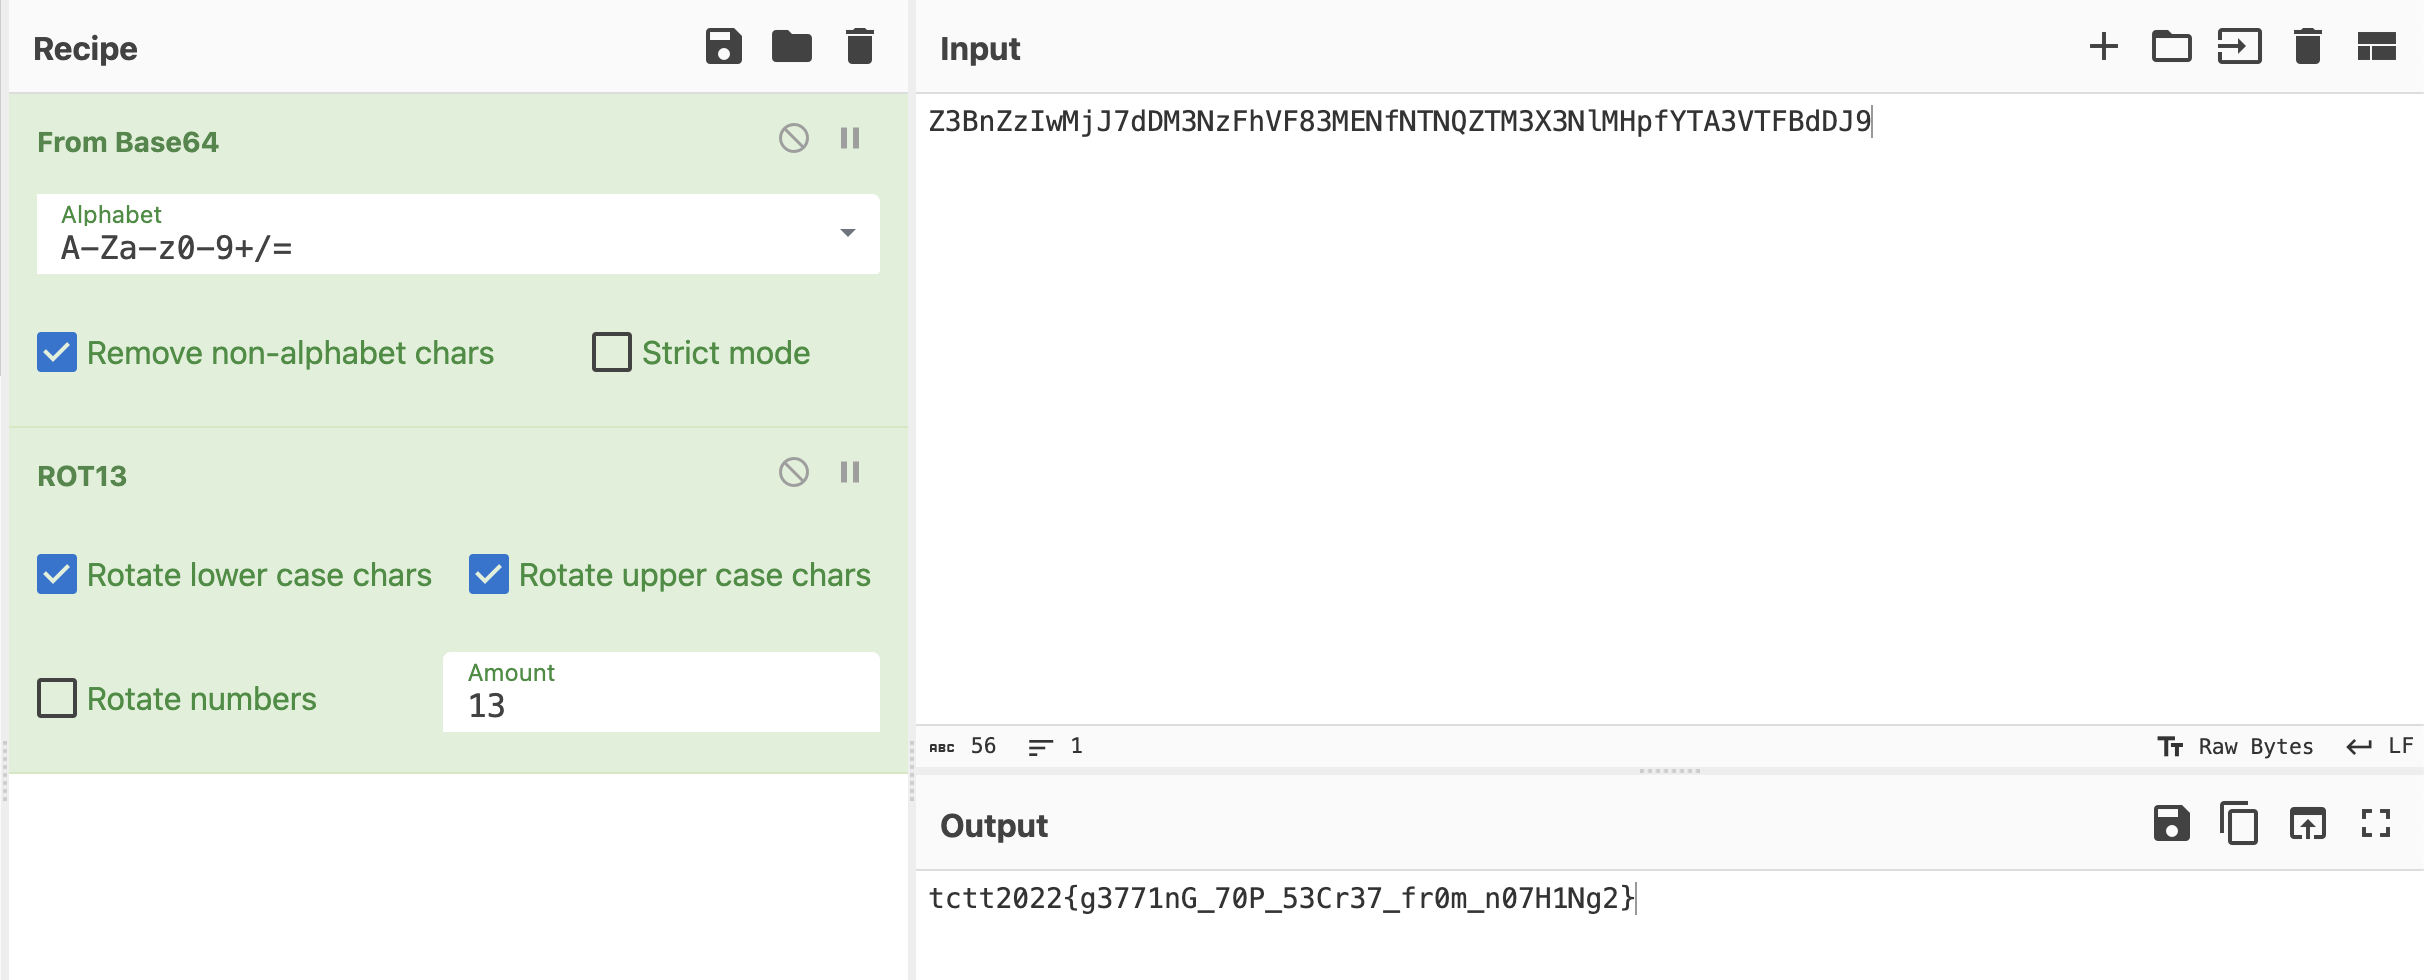 Recipe
From Base64
Alphabet
A-Za-z0-9+/=
Remove non-alphabet chars
Strict mode
ROT13
Rotate lower case chars
Rotate upper case chars
Rotate numbers
Amount
13
Input
Z3BnZzIwMjJ7dDM3NzFhVF83MENfNTNQZTM3X3NlMHpfYTA3VTFBdDJ9
ABC 56 1
Raw Bytes LF
Output
tctt2022{g3771nG_70P_53Cr37_fr0m_n07H1Ng2}